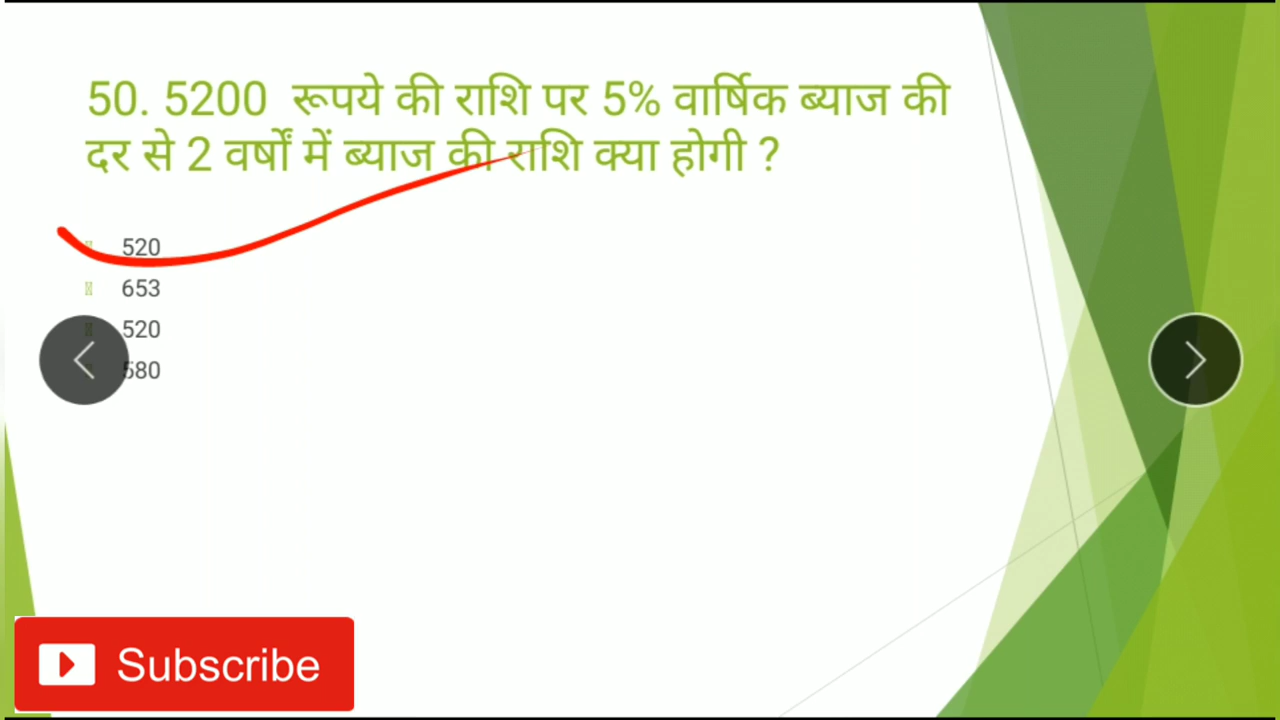 50. 5200 रूपये की राशि पर 5% वार्षिक ब्याज की
दर से 2 वर्षों में ब्याज की राशि क्या होगी ?
520
653
520
580
Subscribe